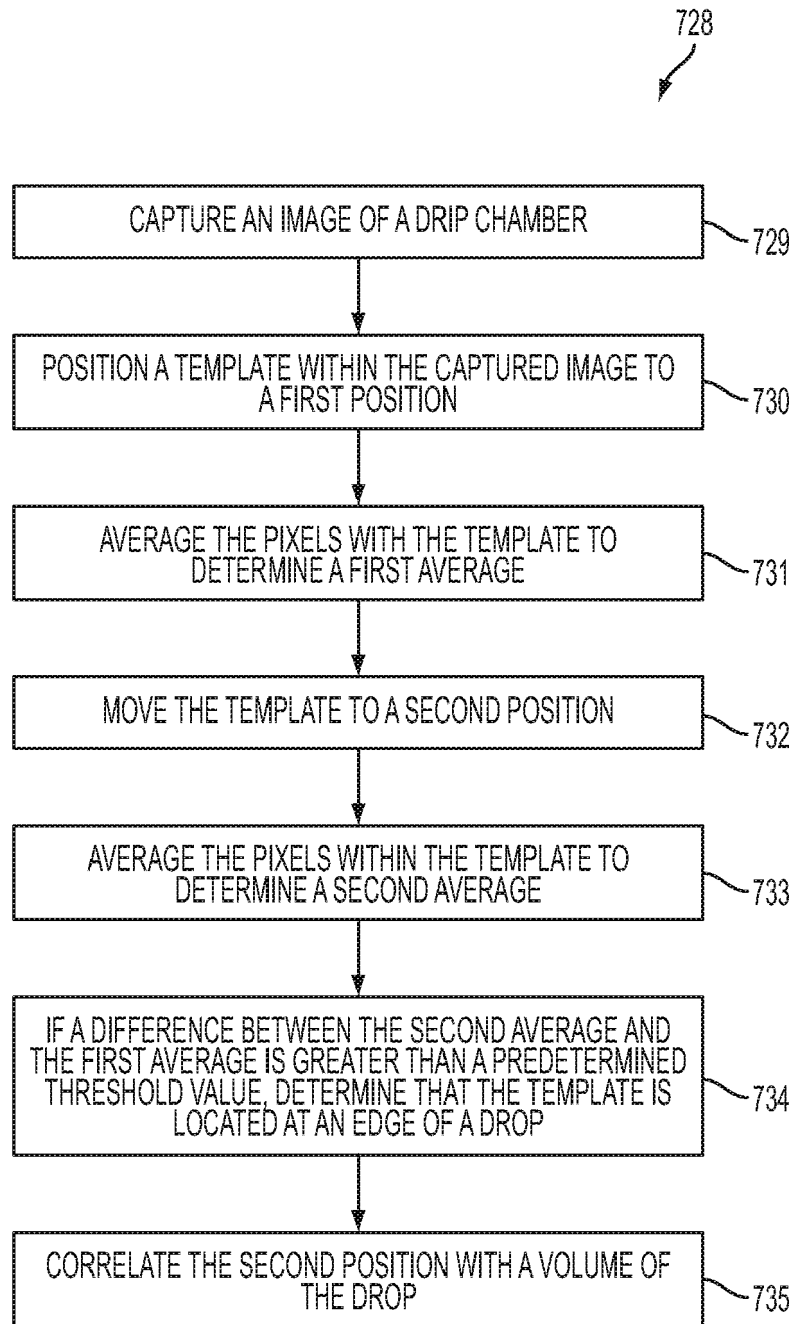 728
CAPTURE AN IMAGE OF A DRIP CHAMBER
729
POSITION A TEMPLATE WITHIN THE CAPTURED IMAGE TO
A FIRST POSITION
730
AVERAGE THE PIXELS WITH THE TEMPLATE TO
DETERMINE A FIRST AVERAGE
731
MOVE THE TEMPLATE TO A SECOND POSITION
732
AVERAGE THE PIXELS WITHIN THE TEMPLATE TO
DETERMINE A SECOND AVERAGE
733
IF A DIFFERENCE BETWEEN THE SECOND AVERAGE AND
THE FIRST AVERAGE IS GREATER THAN A PREDETERMINED
THRESHOLD VALUE, DETERMINE THAT THE TEMPLATE IS
LOCATED AT AN EDGE OF A DROP
734
CORRELATE THE SECOND POSITION WITH A VOLUME OF
THE DROP
735